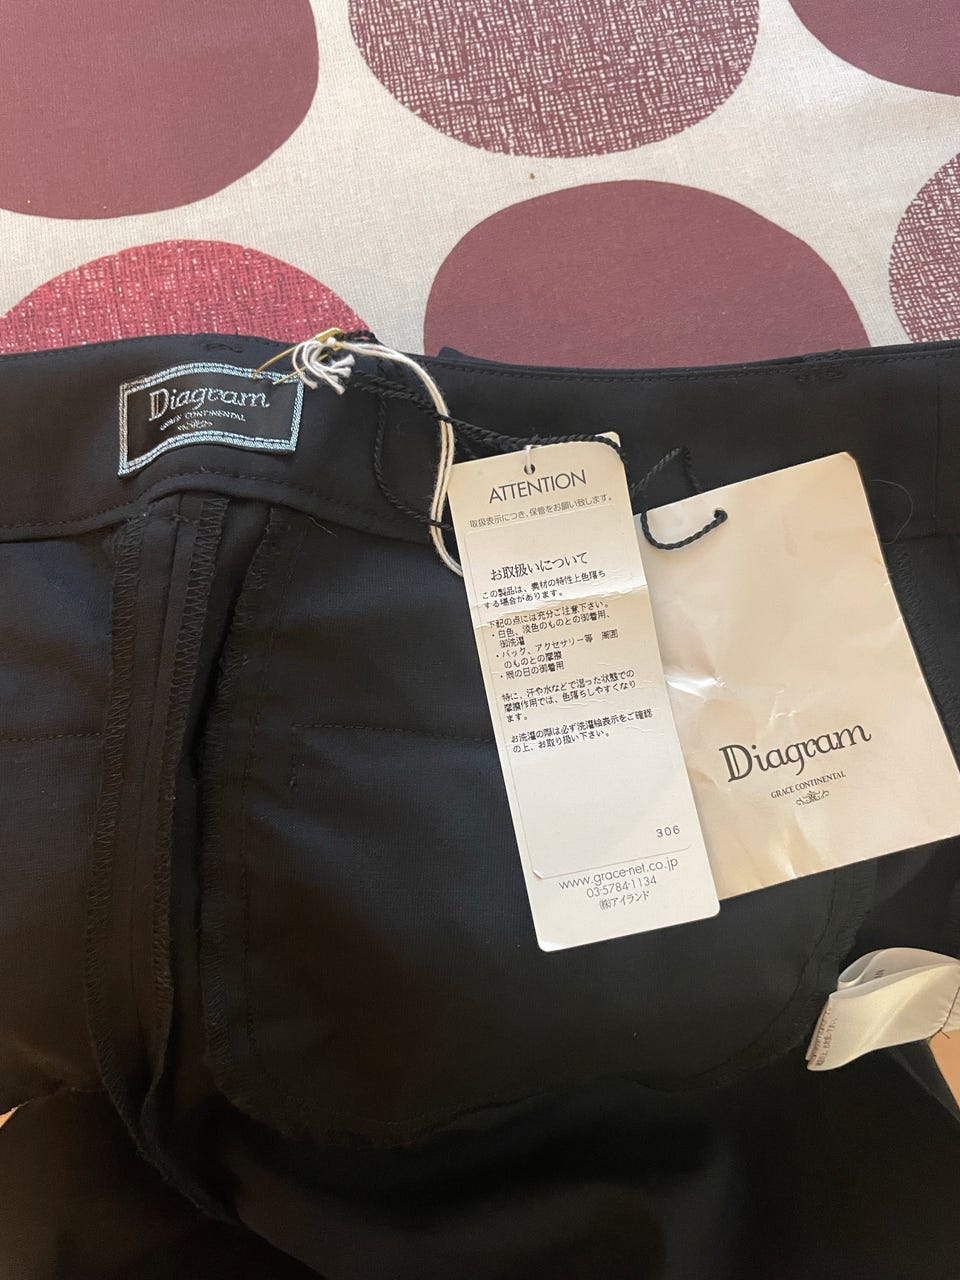 Diagram
GRACE CONTINENTAL
ATTENTION
取扱表示につき、保管をお願い致します。
お取扱いについて
この製品は、素材の特性上色落ち
する場合があります。
下記の点には充分ご注意下さい。
・白色、淡色のものとの御着用、
御洗濯
・バック、アクセサリー等 周囲
のものとの摩擦
・雨の日の御着用
特に、汗や水などで湿った状態での
摩擦作用では、色落ちしやすくなり
ます。
お洗濯の際は必ず洗濯絵表示をご確認
の上、お取り扱い下さい。
306
www.grace-net.co.jp
03-5784-1134
(株)アイランド
Diagram
GRACE CONTINENTAL